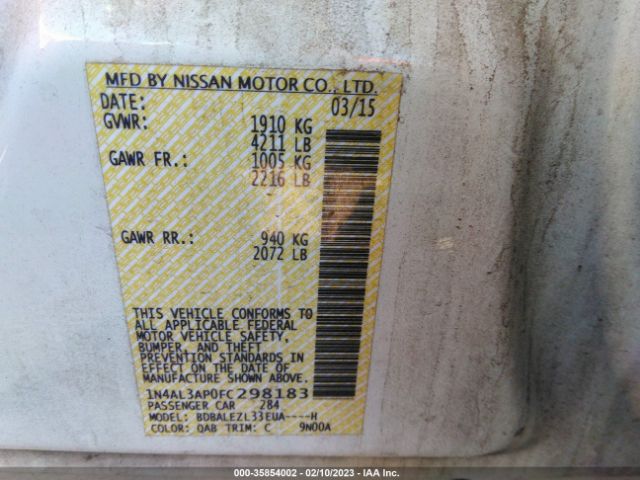 MFD BY NISSAN MOTOR CO., LTD.
DATE: 03/15
GVWR: 1910 KG
4211 LB
GAWR FR.: 1005 KG
2216 LB
GAWR RR.: 940 KG
2072 LB
THIS VEHICLE CONFORMS TO
ALL APPLICABLE FEDERAL
MOTOR VEHICLE SAFETY,
BUMPER, AND THEFT
PREVENTION STANDARDS IN
EFFECT ON THE DATE OF
MANUFACTURE SHOWN ABOVE.
1N4AL3AP0FC298183
PASSENGER CAR 284
MODEL: BDBALEZL33EUA----H
COLOR: QAB TRIM: C 9N00A
000-35854002 - 02/10/2023 - IAA Inc.